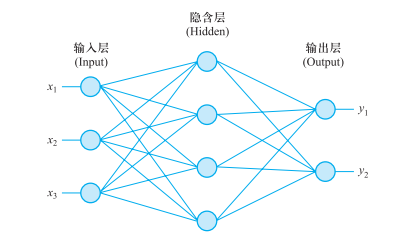 隐含层
(Hidden)
输入层
(Input)
输出层
(Output)
x₁
x₂
x₃
y₁
y₂